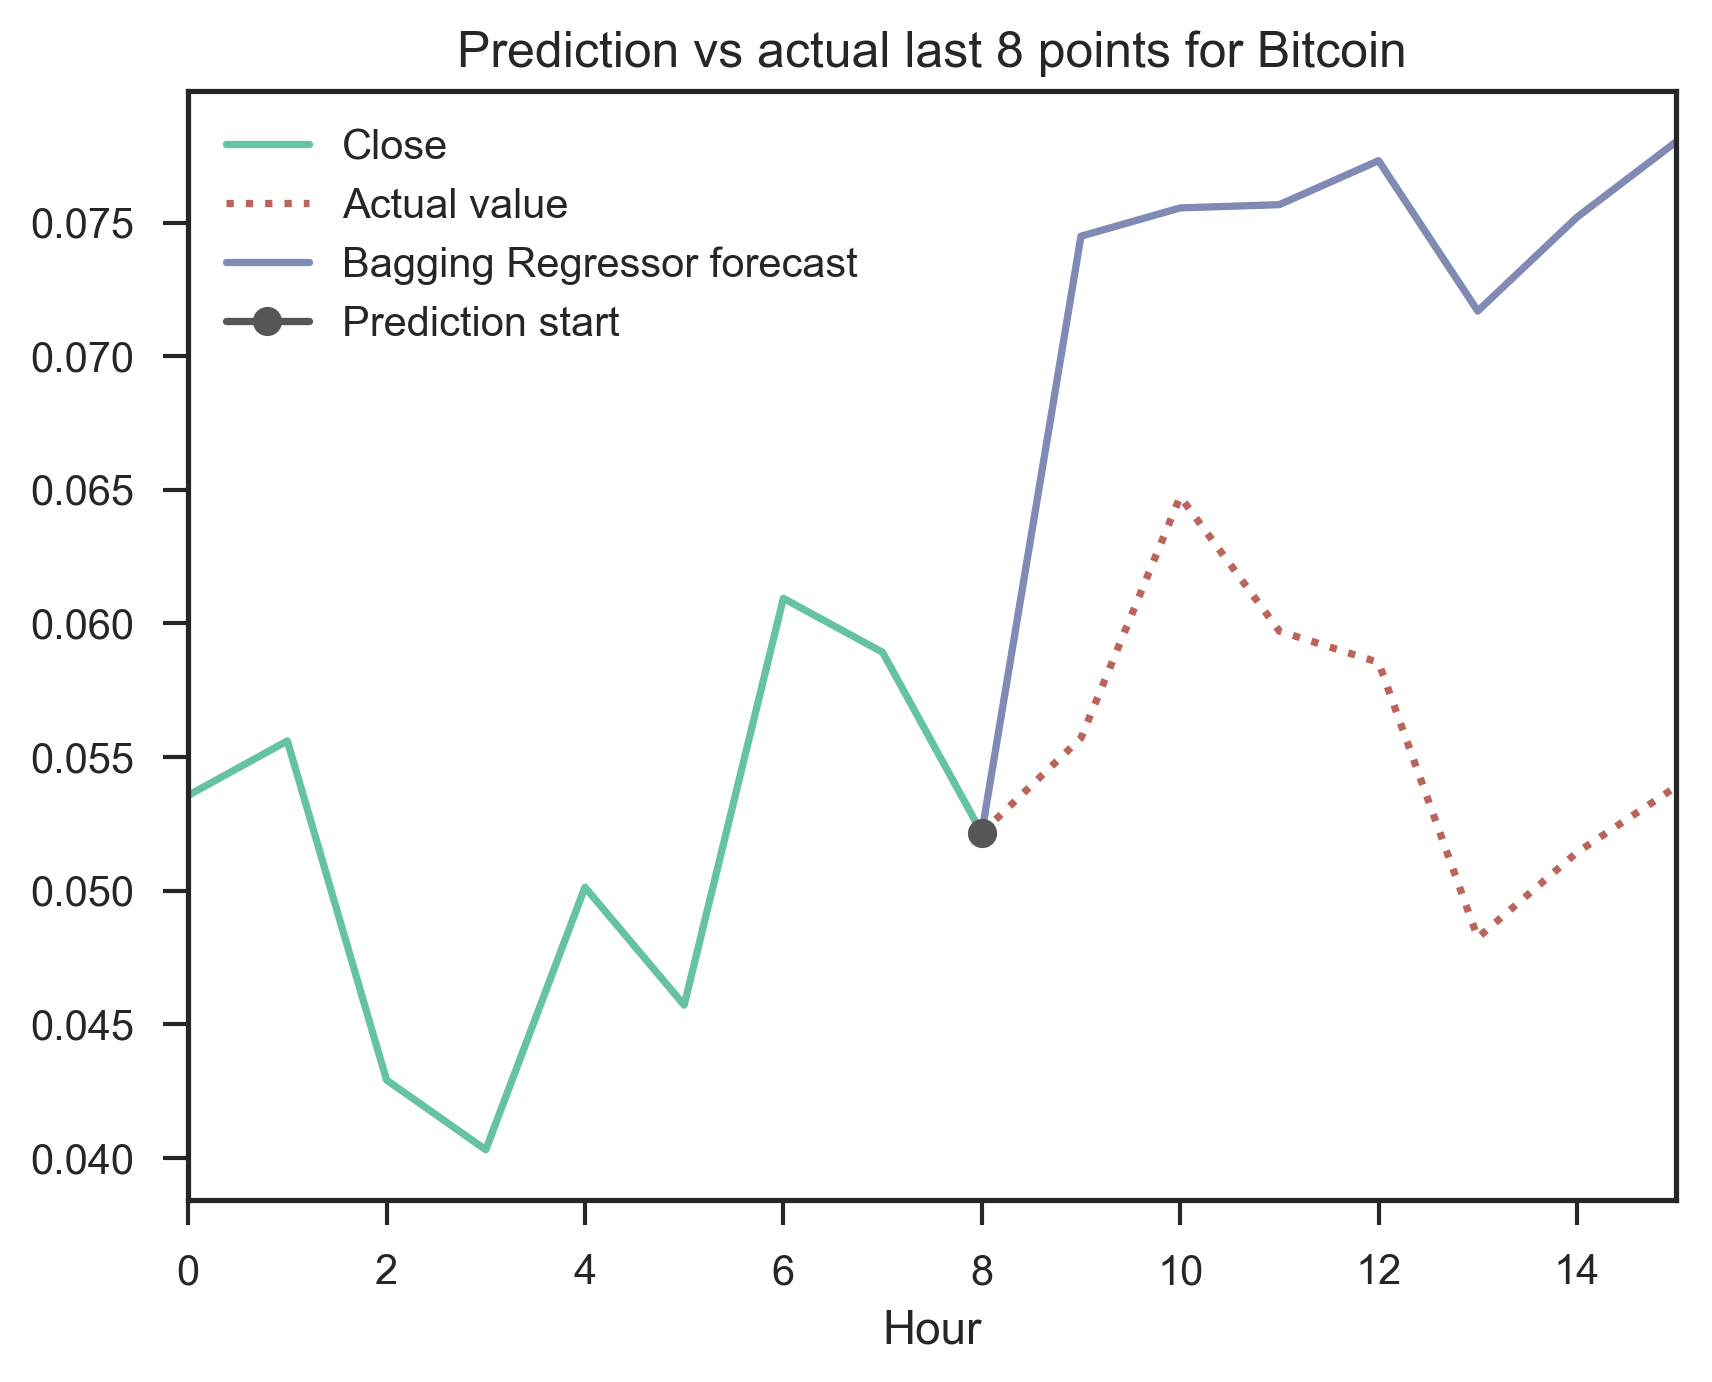 Prediction vs actual last 8 points for Bitcoin
Close
Actual value
Bagging Regressor forecast
Prediction start
0.075
0.070
0.065
0.060
0.055
0.050
0.045
0.040
0 2 4 6 8 10 12 14
Hour